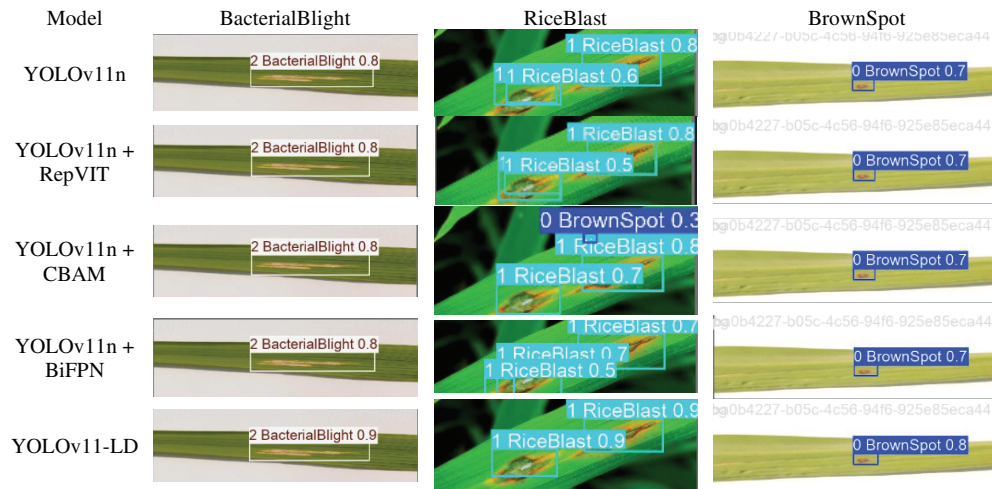 Model BacterialBlight RiceBlast BrownSpot
bg0b4227-b05c-4c56-94f6-925e85eca44
YOLOv11n
2 BacterialBlight 0.8
1 RiceBlast 0.8
11 RiceBlast 0.6
0 BrownSpot 0.7
bg0b4227-b05c-4c56-94f6-925e85eca44
YOLOv11n +
RepVIT
2 BacterialBlight 0.8
1 RiceBlast 0.8
1 RiceBlast 0.5
0 BrownSpot 0.7
bg0b4227-b05c-4c56-94f6-925e85eca44
YOLOv11n +
CBAM
2 BacterialBlight 0.8
0 BrownSpot 0.3
1 RiceBlast 0.8
1 RiceBlast 0.7
0 BrownSpot 0.7
bg0b4227-b05c-4c56-94f6-925e85eca44
YOLOv11n +
BiFPN
2 BacterialBlight 0.8
1 RiceBlast 0.7
1 RiceBlast 0.7
1 RiceBlast 0.5
0 BrownSpot 0.7
bg0b4227-b05c-4c56-94f6-925e85eca44
YOLOv11-LD
2 BacterialBlight 0.9
1 RiceBlast 0.9
1 RiceBlast 0.9
0 BrownSpot 0.8